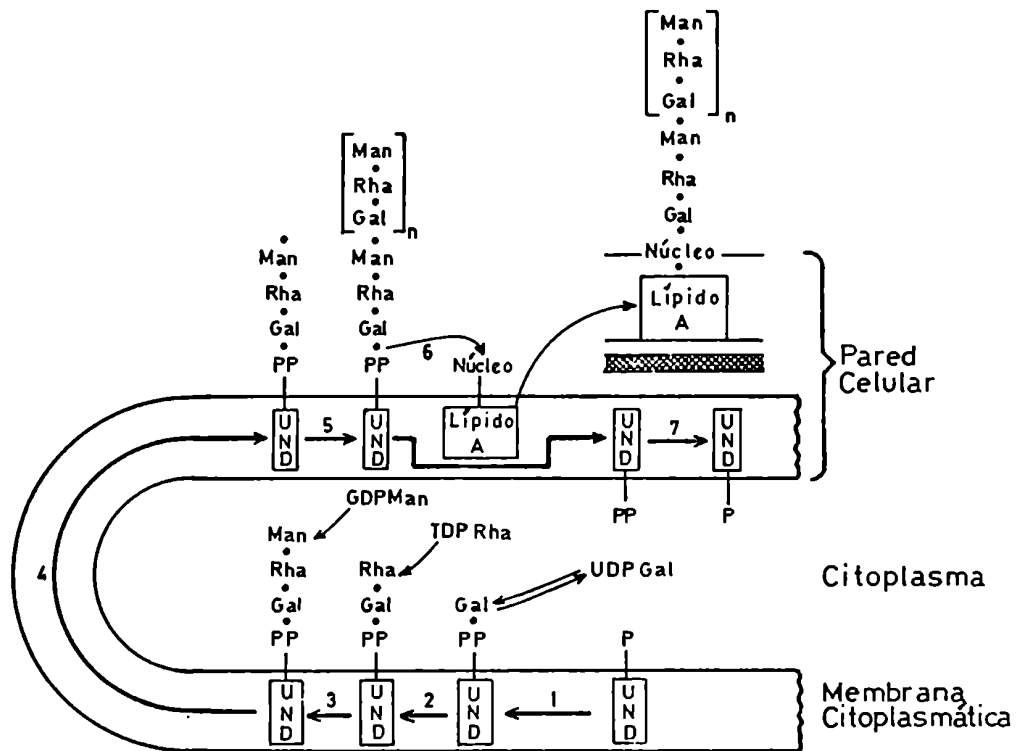 Man
Rha
Gal
n
Man
Rha
Gal
Núcleo
Lípido
A
Man
Rha
Gal
n
Man
Rha
Gal
PP
Man
Rha
Gal
PP
6
Núcleo
Pared
Celular
UND
5
UND
Lípido
A
UND
7
UND
PP
P
GDPMan
Man
Rha
Gal
PP
TDP Rha
Rha
Gal
PP
UDP Gal
Gal
PP
P
4
Citoplasma
UND
3
UND
2
UND
1
UND
Membrana
Citoplasmática